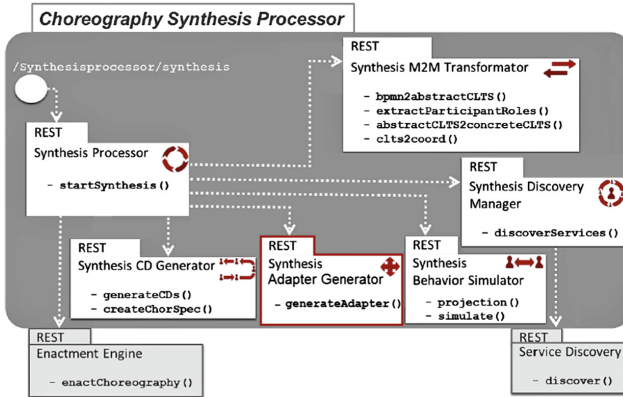 Choreography Synthesis Processor
/Synthesisprocessor/synthesis
REST
Synthesis M2M Transformator
- bpmn2abstractCLTS()
- extractParticipantRoles()
- abstractCLTS2concreteCLTS()
- clts2coord()
REST
Synthesis Processor
- startSynthesis()
REST
Synthesis Discovery
Manager
- discoverServices()
REST
Synthesis CD Generator
- generateCDs()
- createChorSpec()
REST
Synthesis
Adapter Generator
- generateAdapter()
REST
Synthesis
Behavior Simulator
- projection()
- simulate()
REST
Enactment Engine
- enactChoreography()
REST
Service Discovery
- discover()